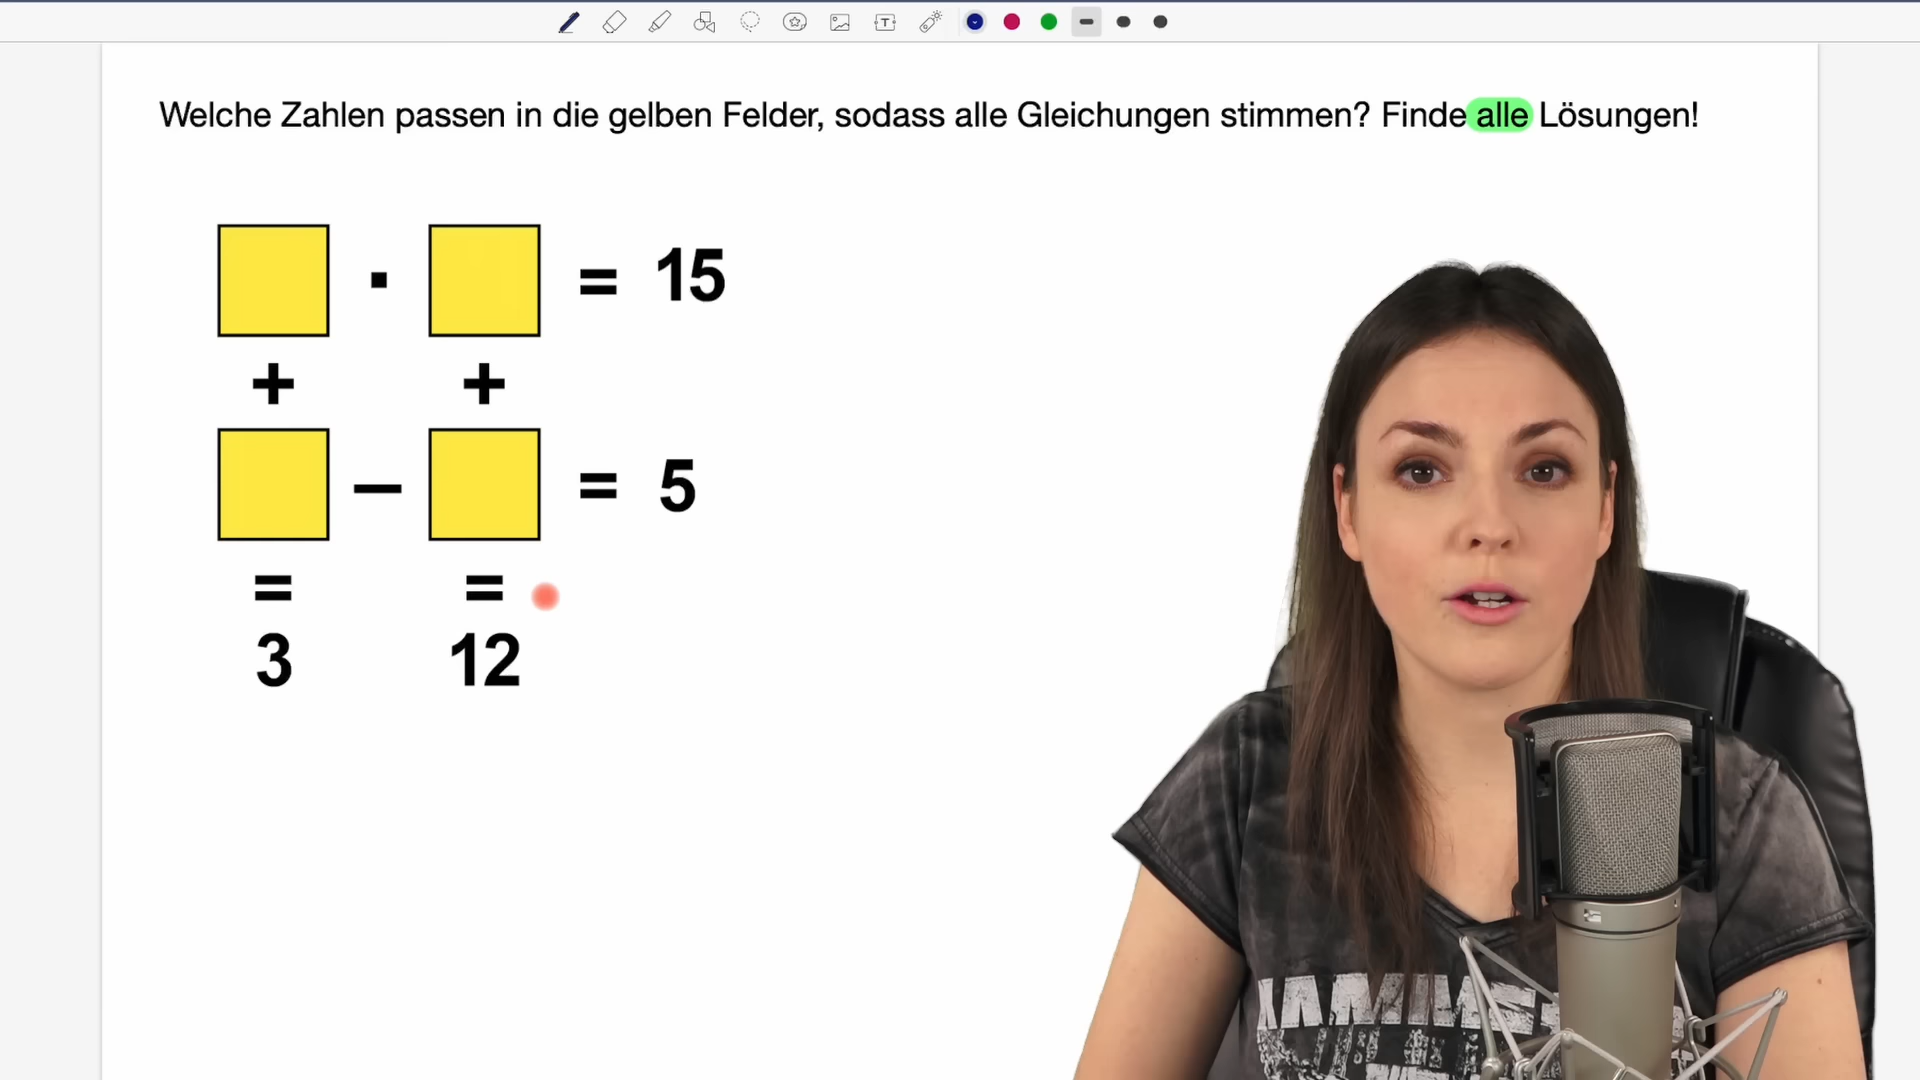 Welche Zahlen passen in die gelben Felder, sodass alle Gleichungen stimmen? Finde alle Lösungen!
· = 15
+ +
– = 5
= =
3 12